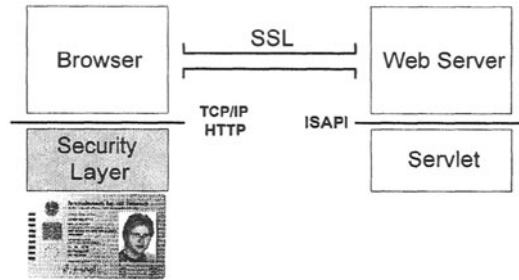 SSL
Browser
Web Server
TCP/IP
HTTP
ISAPI
Security
Layer
Servlet